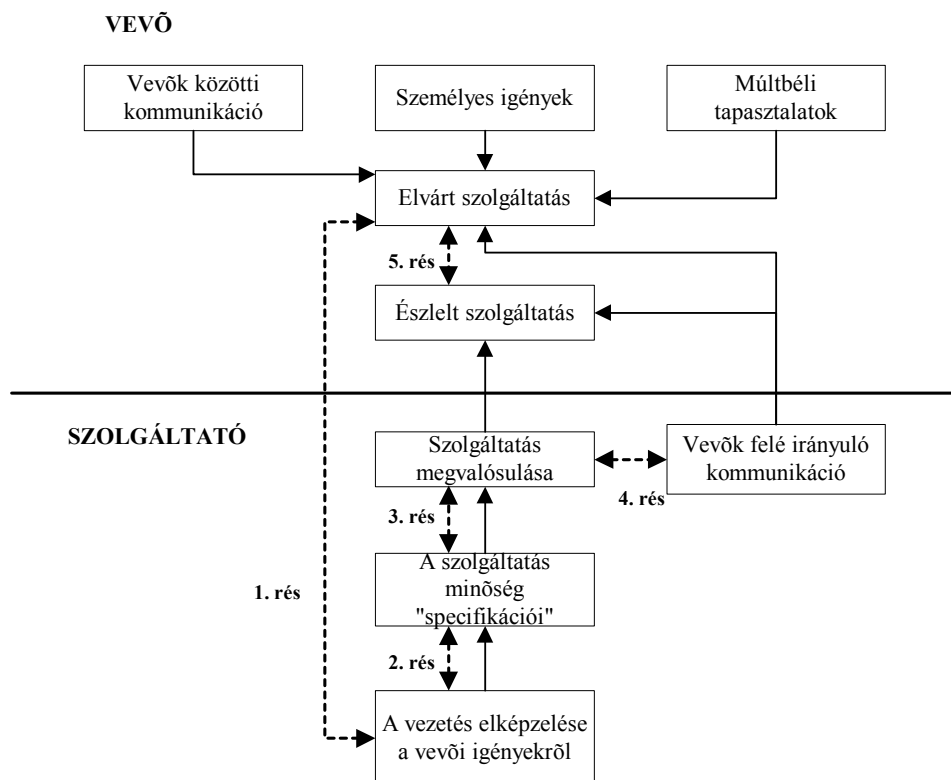 VEVÕ
Vevõk közötti
kommunikáció
Személyes igények
Múltbéli
tapasztalatok
Elvárt szolgáltatás
5. rés
Észlelt szolgáltatás
SZOLGÁLTATÓ
Szolgáltatás
megvalósulása
Vevõk felé irányuló
kommunikáció
4. rés
3. rés
A szolgáltatás
minõség
"specifikációi"
1. rés
2. rés
A vezetés elképzelése
a vevõi igényekrõl